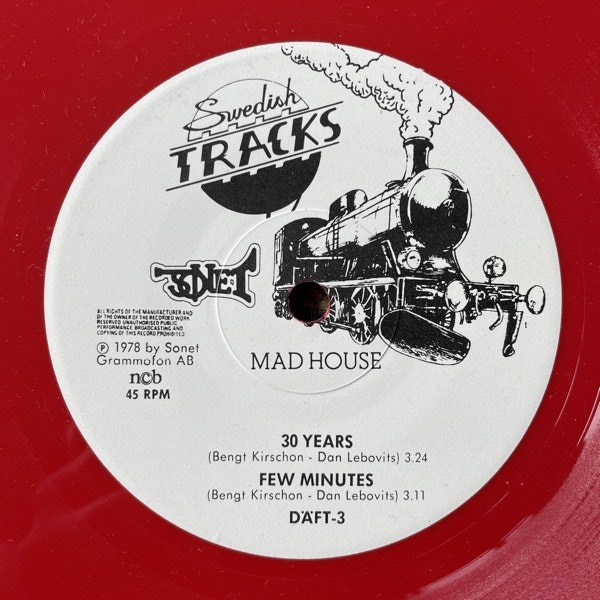 Swedish
TRACKS
SONET
ALL RIGHTS OF THE MANUFACTURER AND
OF THE OWNER OF THE RECORDED WORK
RESERVED UNAUTHORISED PUBLIC
PERFORMANCE BROADCASTING AND
COPYING OF THIS RECORD PROHIBITED
Ⓟ 1978 by Sonet
Grammofon AB
ncb
45 RPM
MAD HOUSE
30 YEARS
(Bengt Kirschon - Dan Lebovits) 3.24
FEW MINUTES
(Bengt Kirschon - Dan Lebovits) 3.11
DÄFT-3